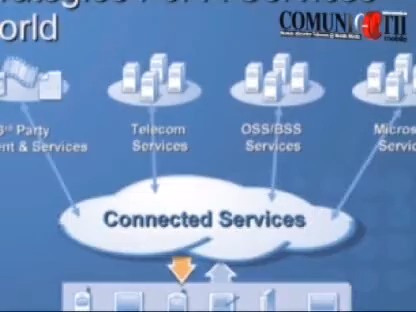 orld
COMUNIC
3rd Party
ent & Services
Telecom
Services
OSS/BSS
Services
Micros
Servic
Connected Services